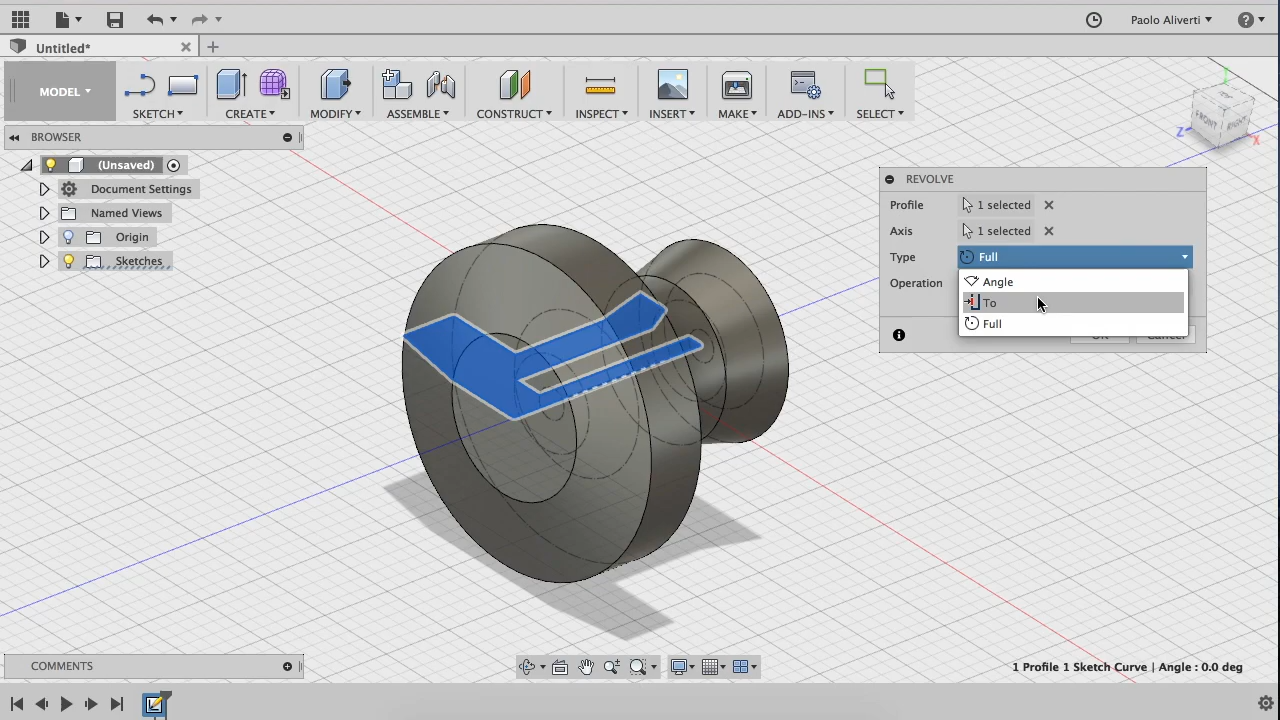 Paolo Aliverti
Untitled*
MODEL
SKETCH
CREATE
MODIFY
ASSEMBLE
CONSTRUCT
INSPECT
INSERT
MAKE
ADD-INS
SELECT
BROWSER
(Unsaved)
Document Settings
Named Views
Origin
Sketches
FRONT
RIGHT
Z
X
REVOLVE
Profile 1 selected
Axis 1 selected
Type Full
Operation
Angle
To
Full
COMMENTS
1 Profile 1 Sketch Curve | Angle : 0.0 deg